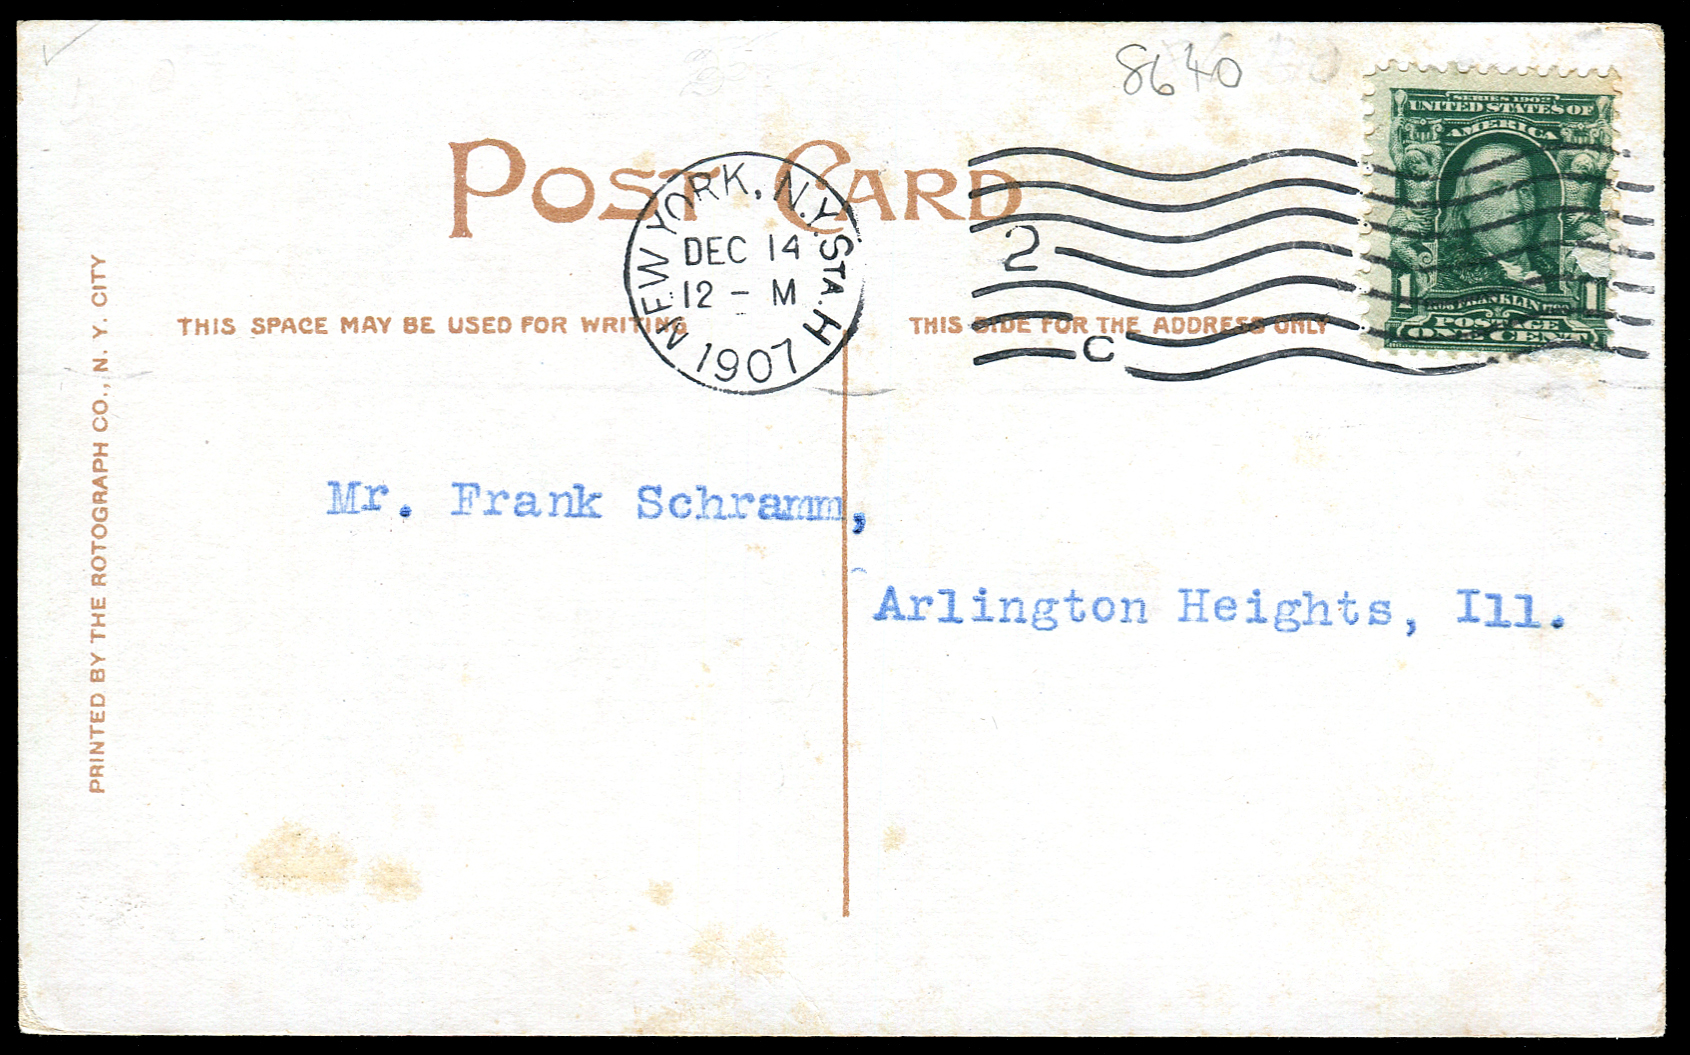 8640
SERIES 1902
UNITED STATES OF
AMERICA
POST CARD
NEW YORK, N.Y. STA. H
DEC 14
12 - M
1907
2
C
1 FRANKLIN 1
POSTAGE
ONE CENT
THIS SPACE MAY BE USED FOR WRITING
THIS SIDE FOR THE ADDRESS ONLY
Mr. Frank Schramm,
Arlington Heights, Ill.
PRINTED BY THE ROTOGRAPH CO., N. Y. CITY